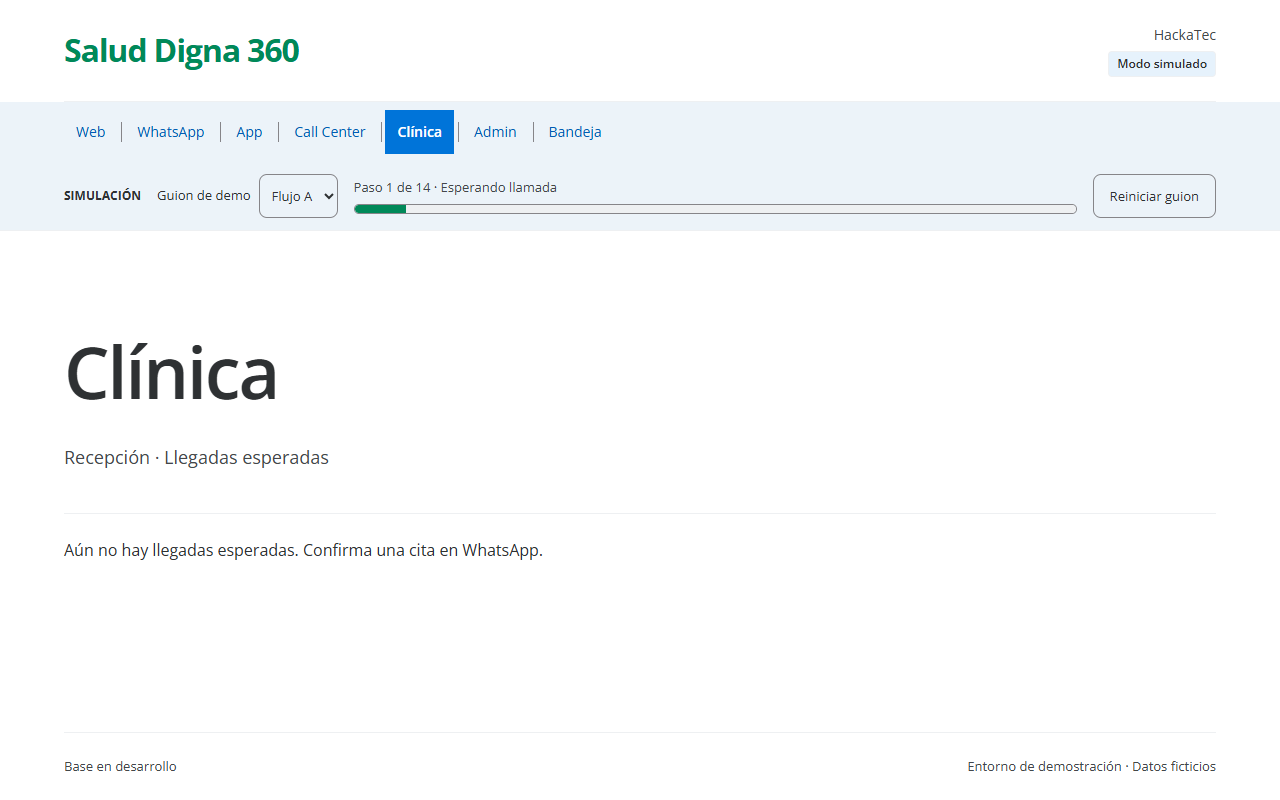 Salud Digna 360
HackaTec
Modo simulado
Web WhatsApp App Call Center Clínica Admin Bandeja
SIMULACIÓN Guion de demo Flujo A Paso 1 de 14 · Esperando llamada Reiniciar guion
Clínica
Recepción · Llegadas esperadas
Aún no hay llegadas esperadas. Confirma una cita en WhatsApp.
Base en desarrollo Entorno de demostración · Datos ficticios